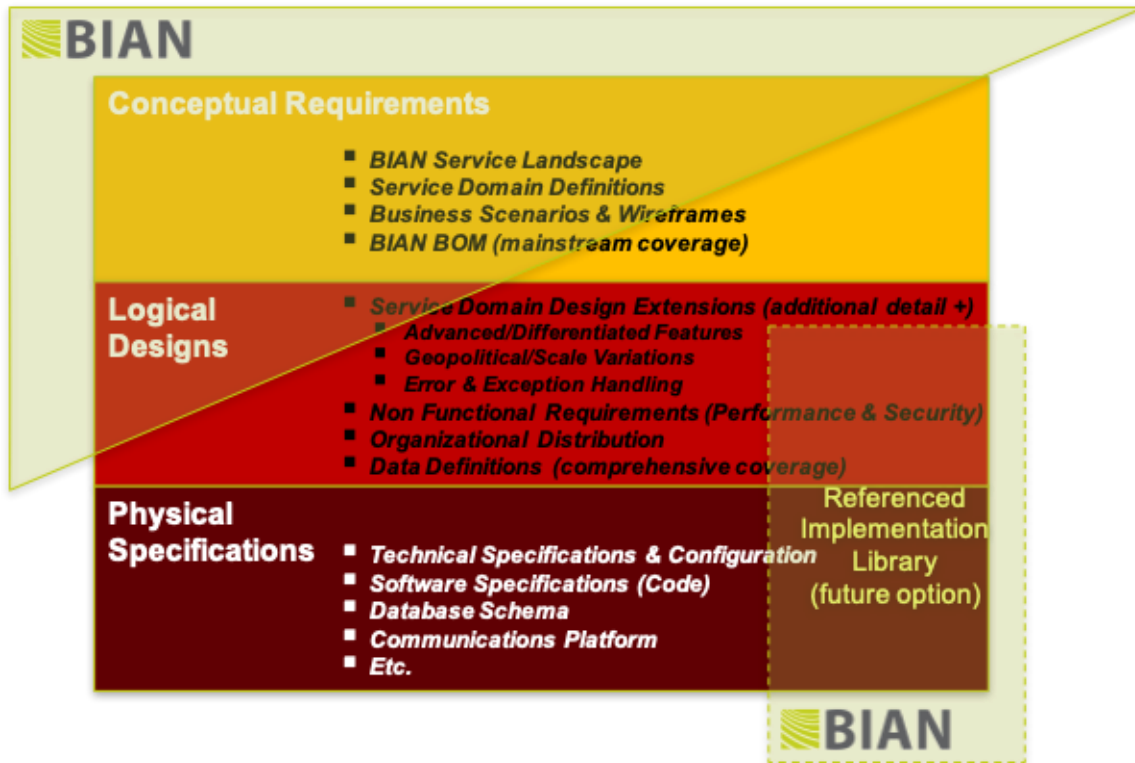 BIAN
Conceptual Requirements
BIAN Service Landscape
Service Domain Definitions
Business Scenarios & Wireframes
BIAN BOM (mainstream coverage)
Logical
Designs
Service Domain Design Extensions (additional detail +)
Advanced/Differentiated Features
Geopolitical/Scale Variations
Error & Exception Handling
Non Functional Requirements (Performance & Security)
Organizational Distribution
Data Definitions (comprehensive coverage)
Physical
Specifications
Technical Specifications & Configuration
Software Specifications (Code)
Database Schema
Communications Platform
Etc.
Referenced
Implementation
Library
(future option)
BIAN